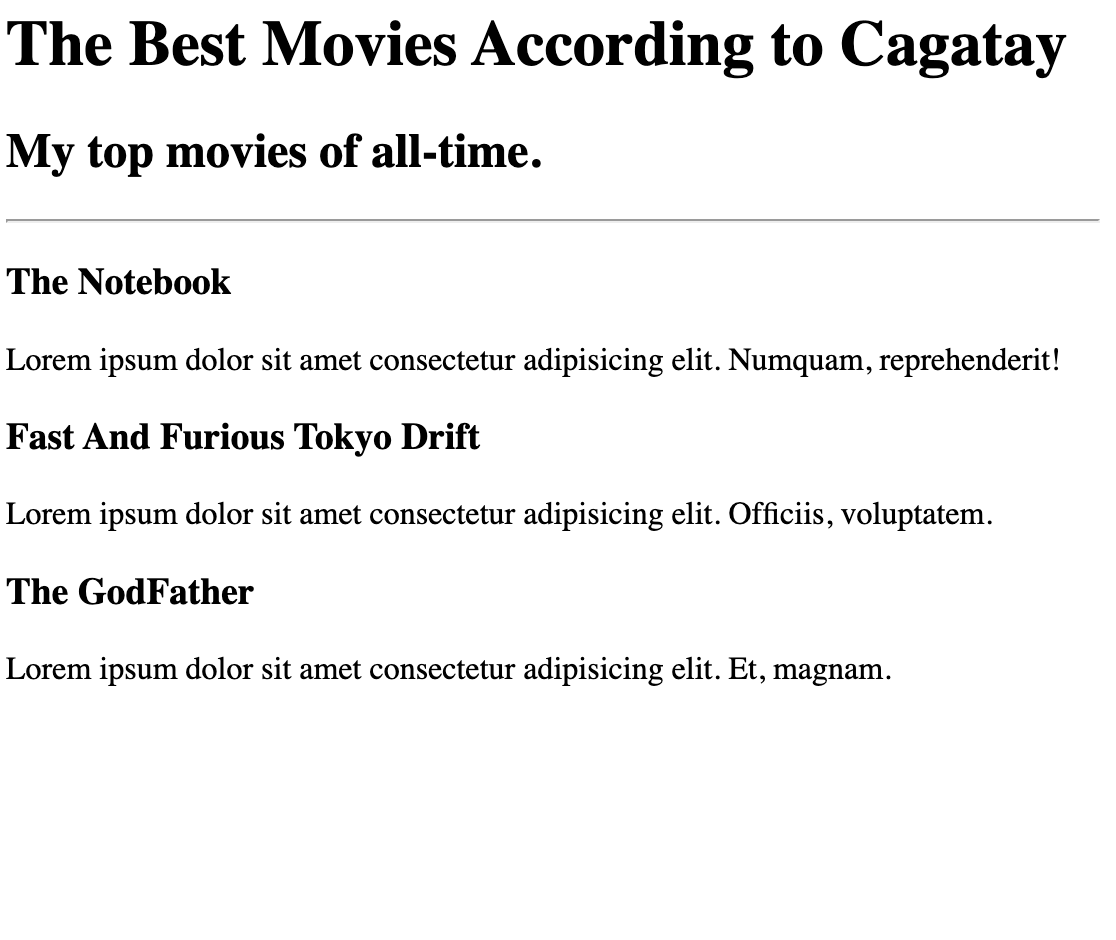 The Best Movies According to Cagatay
My top movies of all-time.
The Notebook
Lorem ipsum dolor sit amet consectetur adipisicing elit. Numquam, reprehenderit!
Fast And Furious Tokyo Drift
Lorem ipsum dolor sit amet consectetur adipisicing elit. Officiis, voluptatem.
The GodFather
Lorem ipsum dolor sit amet consectetur adipisicing elit. Et, magnam.